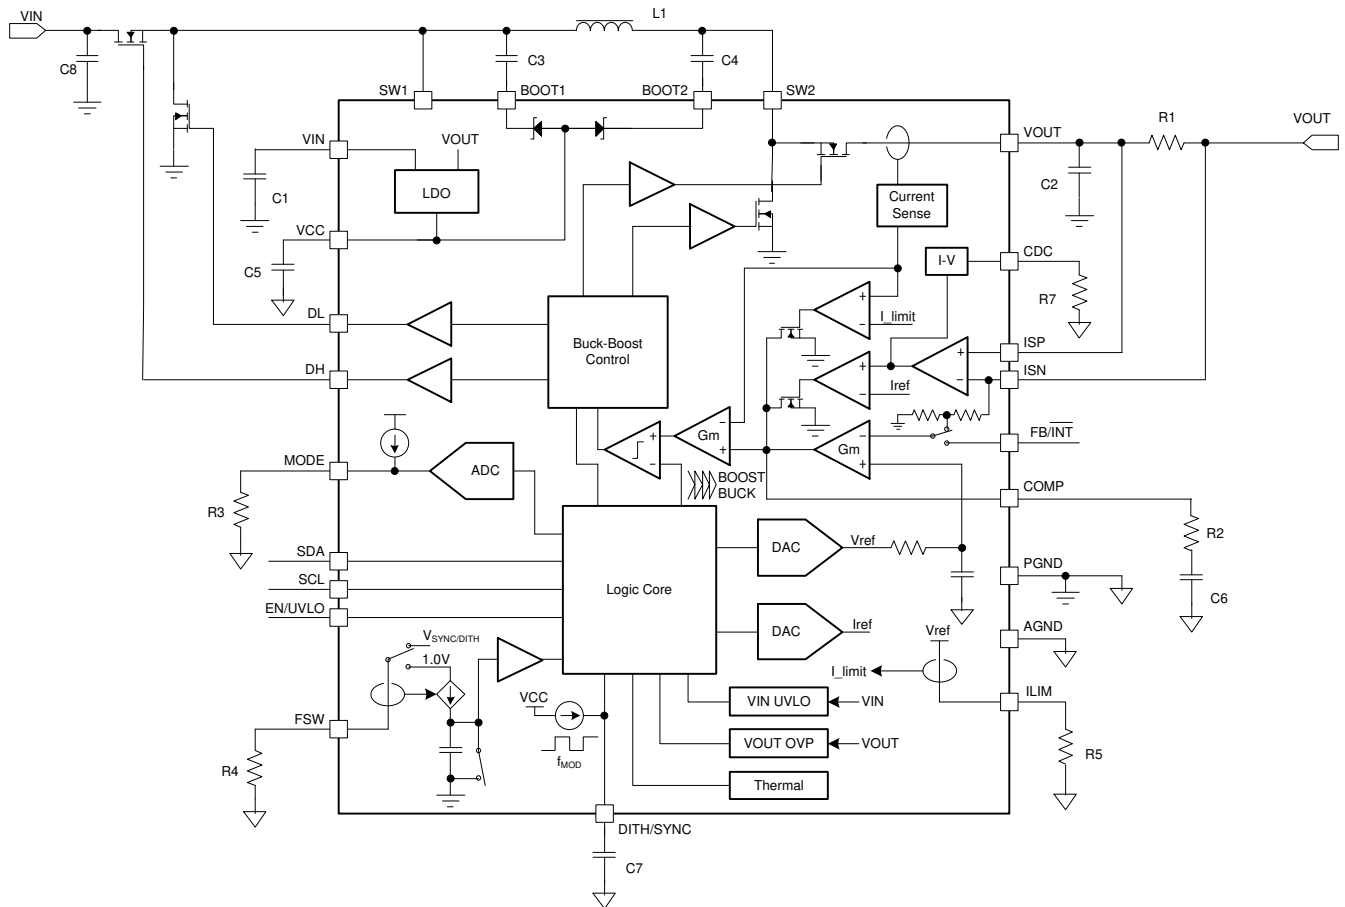 VIN
L1
C8
C3
C4
SW1
BOOT1
BOOT2
SW2
VIN
VOUT
VOUT
R1
VOUT
C1
LDO
Current
Sense
C2
VCC
C5
I-V
CDC
R7
DL
Buck-Boost
Control
+
−
I_limit
ISP
DH
+
−
Iref
+
−
ISN
Gm
−
+
+
−
Gm
−
+
FB/INT
MODE
ADC
BOOST
BUCK
COMP
R3
R2
SDA
DAC
Vref
SCL
Logic Core
PGND
C6
EN/UVLO
DAC
Iref
AGND
VSYNC/DITH
1.0V
Vref
I_limit
ILIM
FSW
VCC
VIN UVLO
VIN
fMOD
VOUT OVP
VOUT
R4
Thermal
R5
DITH/SYNC
C7